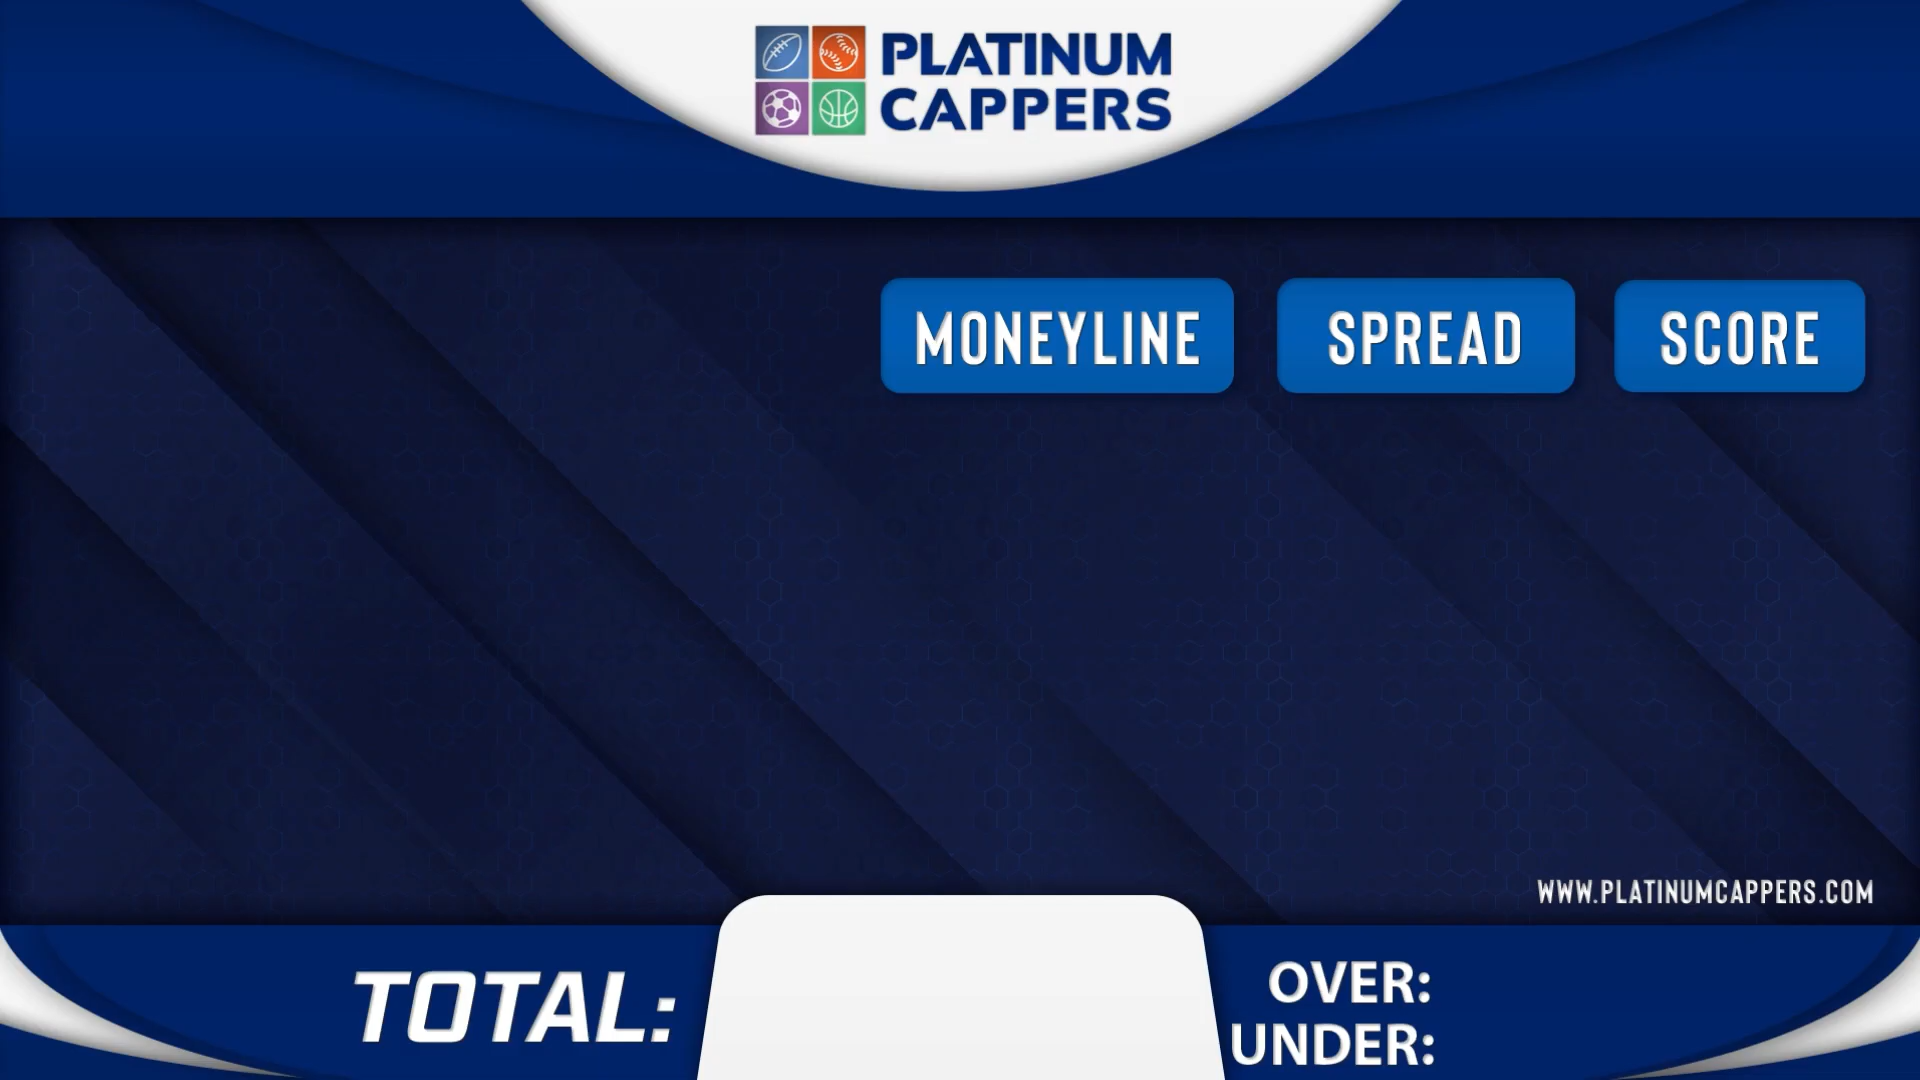 PLATINUM
CAPPERS
MONEYLINE SPREAD SCORE
WWW.PLATINUMCAPPERS.COM
TOTAL:
OVER:
UNDER: